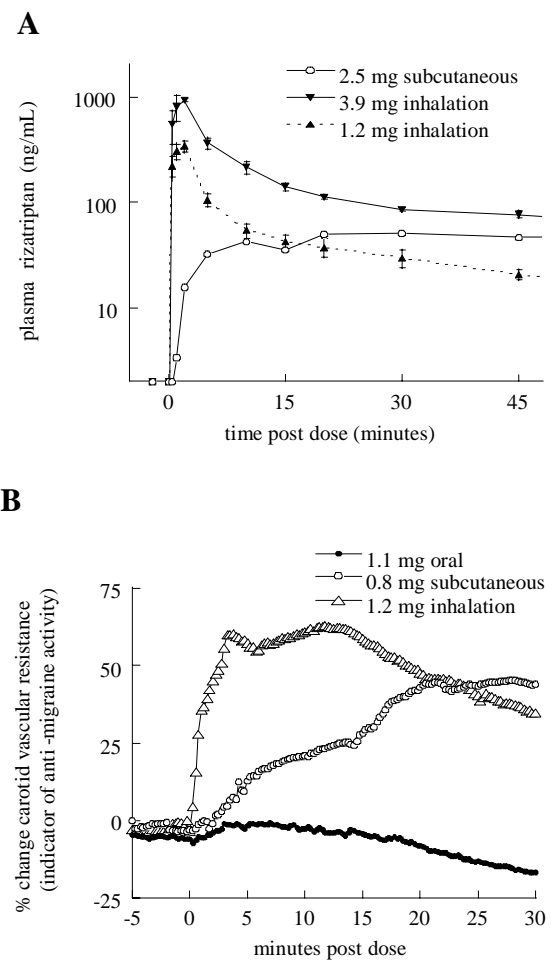 A
2.5 mg subcutaneous
3.9 mg inhalation
1.2 mg inhalation
plasma rizatriptan (ng/mL)
1000
100
10
0 15 30 45
time post dose (minutes)
B
1.1 mg oral
0.8 mg subcutaneous
1.2 mg inhalation
% change carotid vascular resistance
(indicator of anti -migraine activity)
75
50
25
0
-25
-5 0 5 10 15 20 25 30
minutes post dose